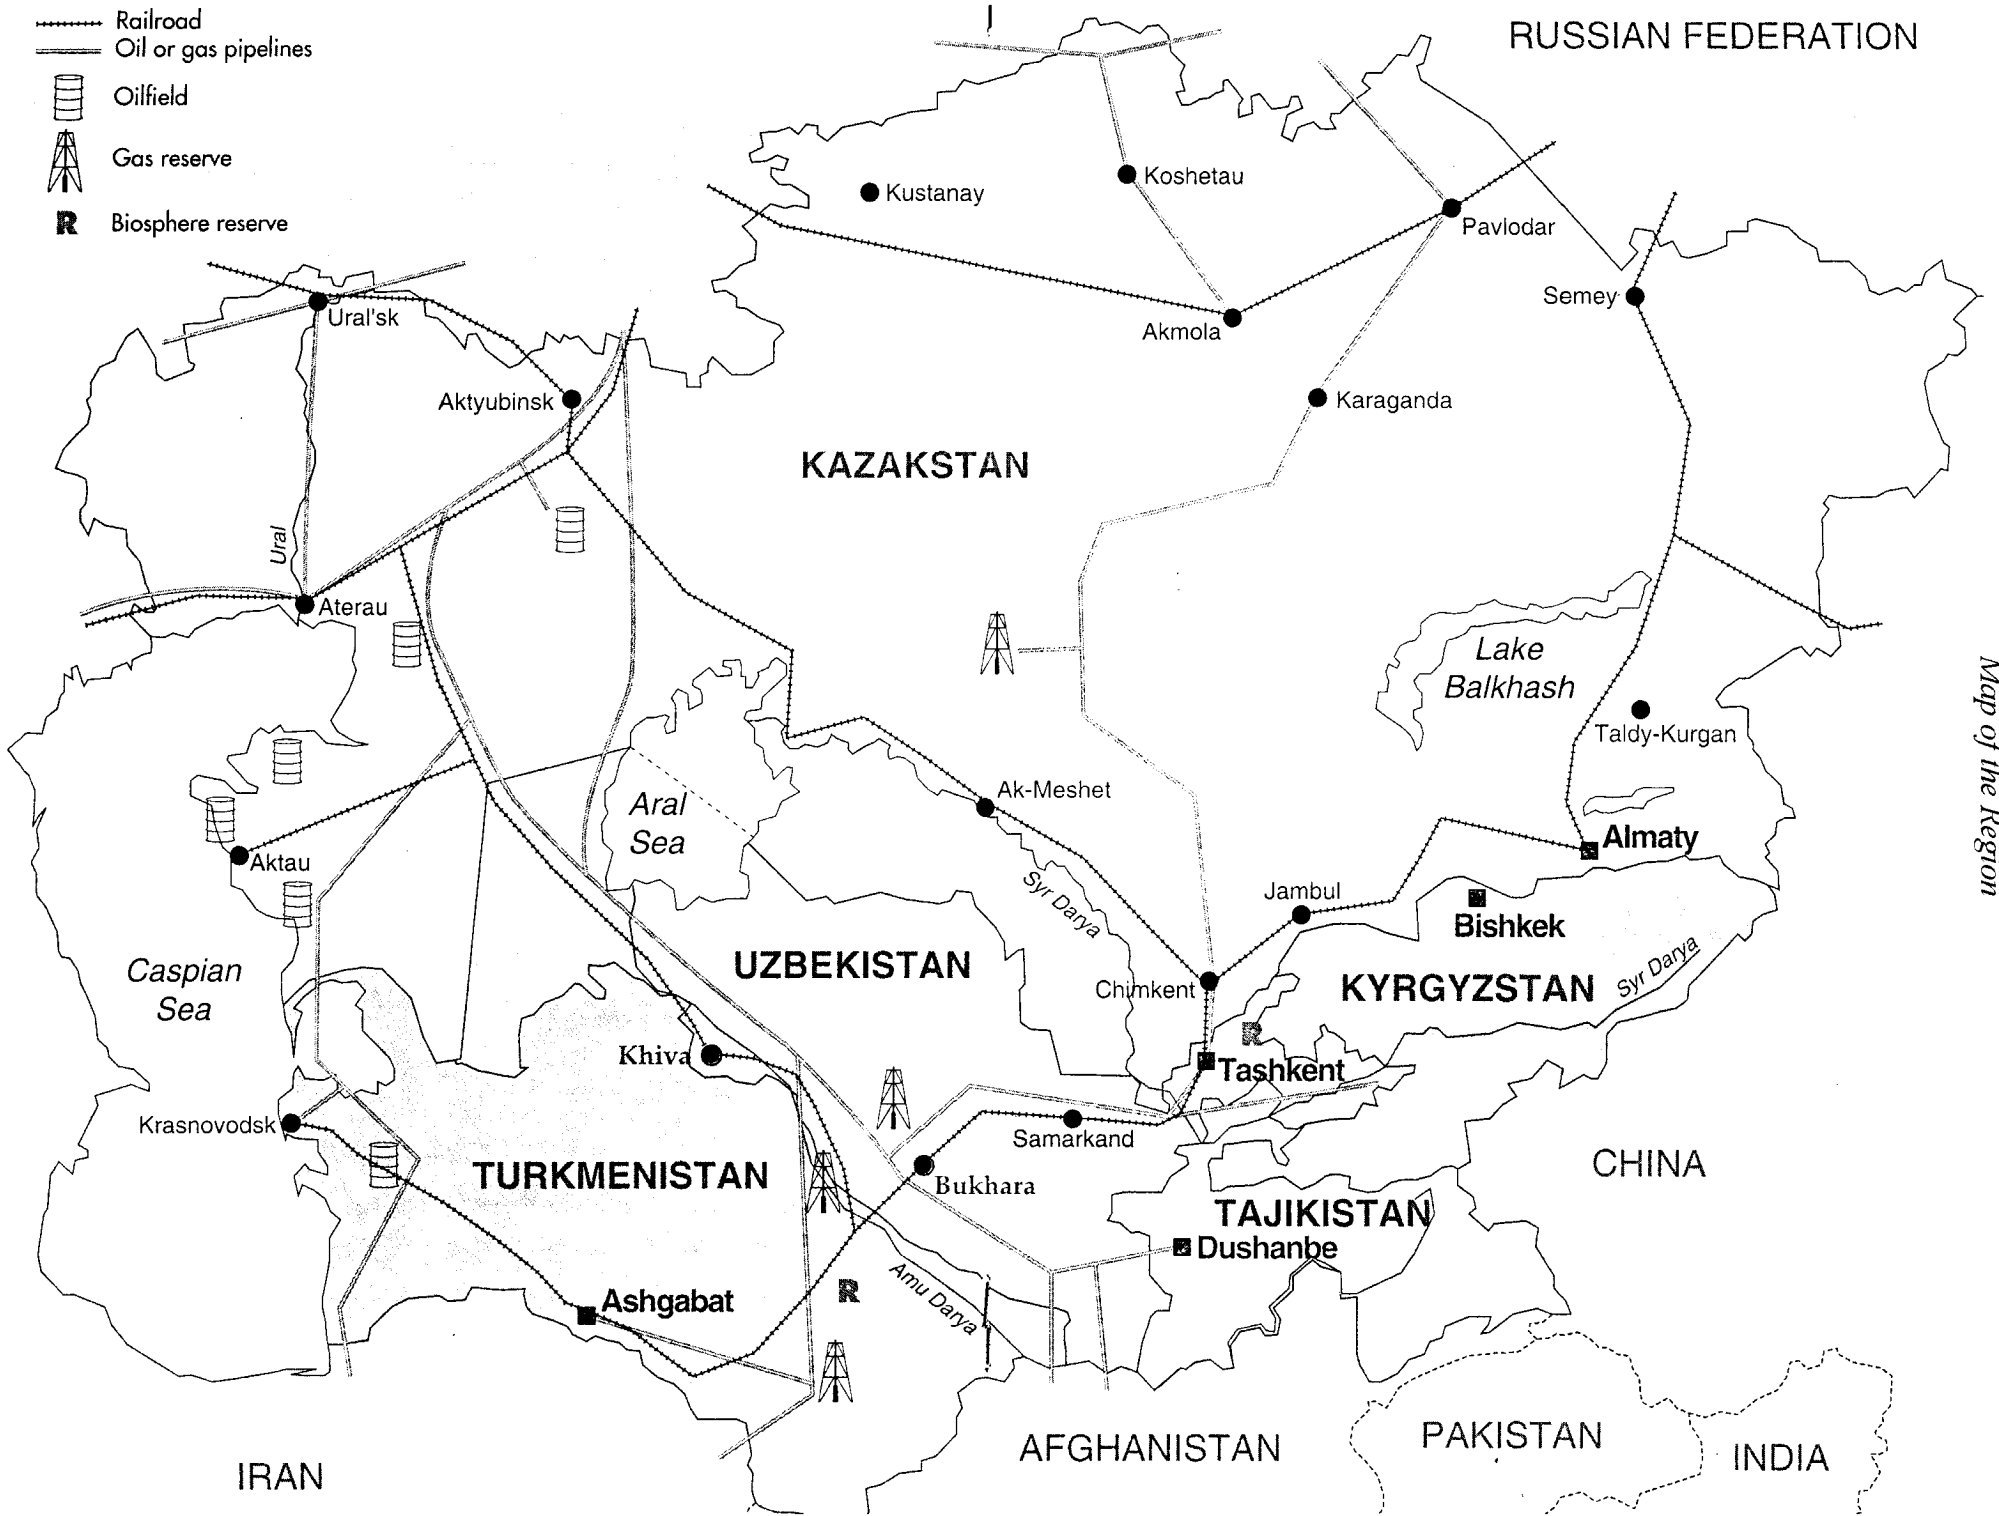 Railroad
Oil or gas pipelines
Oilfield
Gas reserve
R Biosphere reserve
RUSSIAN FEDERATION
Kustanay
Koshetau
Pavlodar
Semey
Ural'sk
Akmola
Aktyubinsk
Karaganda
KAZAKSTAN
Ural
Aterau
Lake
Balkhash
Taldy-Kurgan
Map of the Region
Ak-Meshet
Aral
Sea
Almaty
Aktau
Syr Darya
Jambul
Bishkek
Caspian
Sea
UZBEKISTAN
Chimkent
KYRGYZSTAN
Syr Darya
R
Khiva
Tashkent
Krasnovodsk
Samarkand
TURKMENISTAN
Bukhara
CHINA
TAJIKISTAN
Dushanbe
R
Amu Darya
Ashgabat
AFGHANISTAN
PAKISTAN
INDIA
IRAN